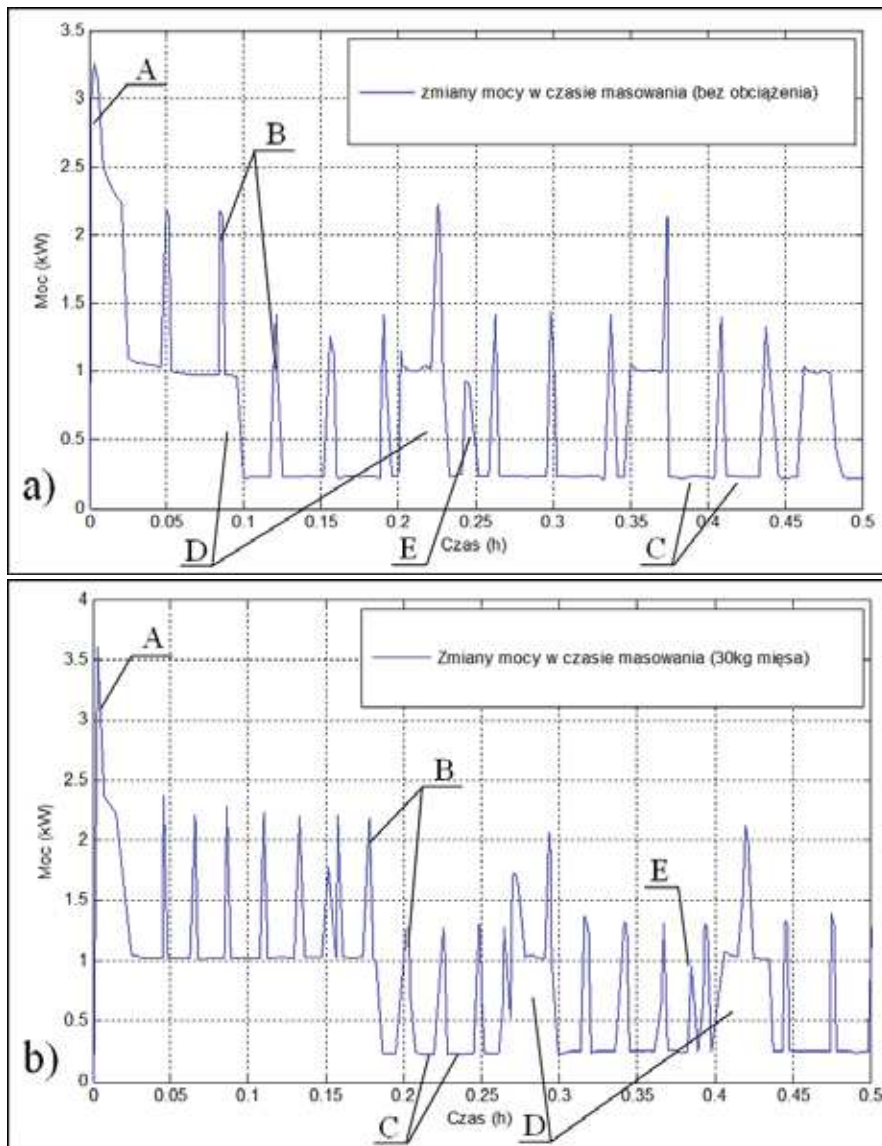 3.5
3
2.5
2
1.5
1
0.5
0
Moc (kW)
A
B
zmiany mocy w czasie masowania (bez obciążenia)
a)
0 0.05 0.1 0.15 0.2 0.25 0.3 0.35 0.4 0.45 0.5
D E C
Czas (h)
4
3.5
3
2.5
2
1.5
1
0.5
0
Moc (kW)
A
Zmiany mocy w czasie masowania (30kg mięsa)
B
E
b)
0 0.05 0.1 0.15 0.2 0.25 0.3 0.35 0.4 0.45 0.5
C Czas (h) D